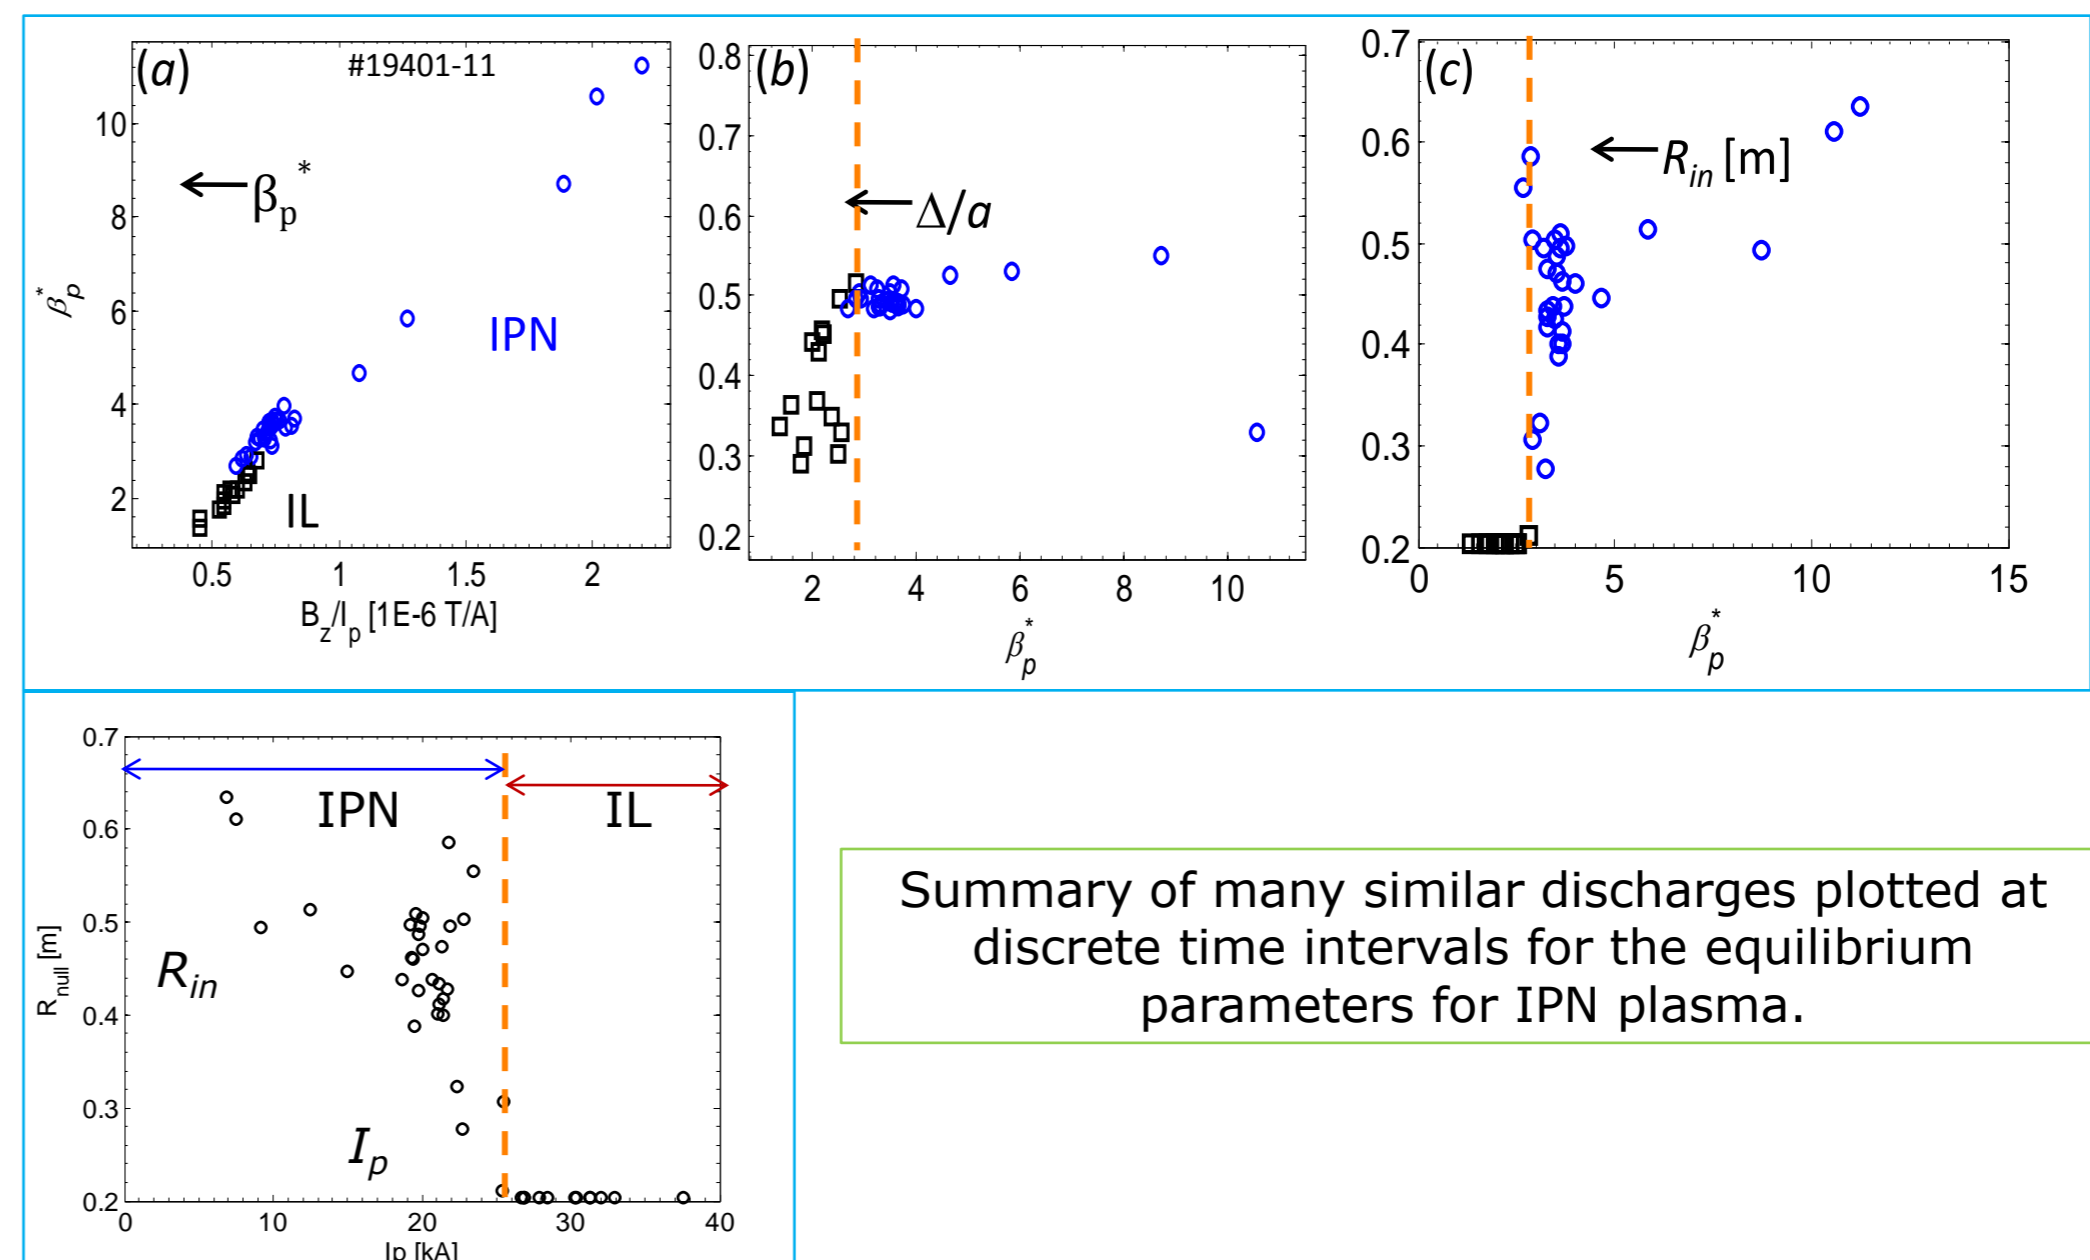 (a)
#19401-11
10
8
6
4
2
β_p^*
β_p^*
IPN
IL
0.5 1 1.5 2
B_z/I_p [1E-6 T/A]
(b)
0.8
0.7
0.6
0.5
0.4
0.3
0.2
Δ/a
2 4 6 8 10
β_p^*
(c)
0.7
0.6
0.5
0.4
0.3
0.2
R_in [m]
0 5 10 15
β_p^*
0.7
0.6
0.5
0.4
0.3
0.2
R_null [m]
IPN
IL
R_in
I_p
0 10 20 30 40
Ip [kA]
Summary of many similar discharges plotted at
discrete time intervals for the equilibrium
parameters for IPN plasma.